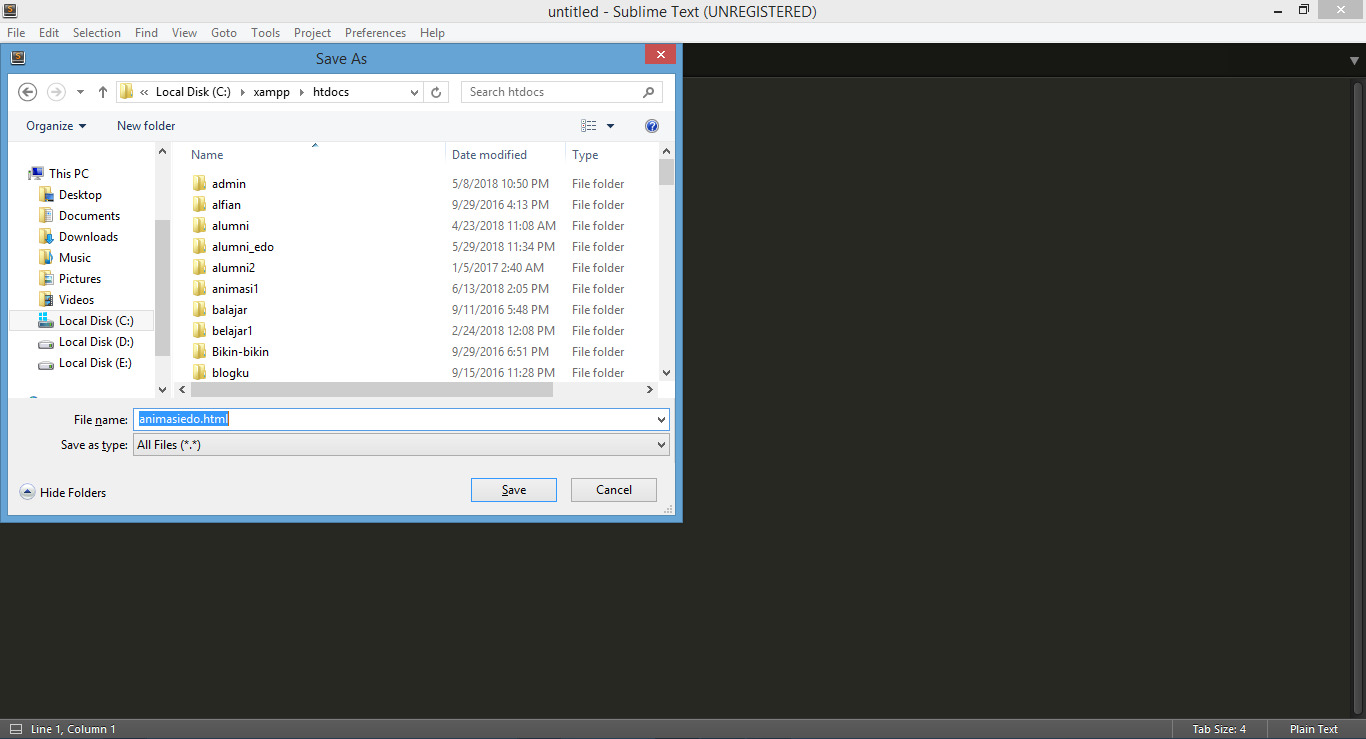 untitled - Sublime Text (UNREGISTERED)
File Edit Selection Find View Goto Tools Project Preferences Help
Save As
« Local Disk (C:) xampp htdocs Search htdocs
Organize New folder
Name Date modified Type
This PC
Desktop
Documents
Downloads
Music
Pictures
Videos
Local Disk (C:)
Local Disk (D:)
Local Disk (E:)
admin 5/8/2018 10:50 PM File folder
alfian 9/29/2016 4:13 PM File folder
alumni 4/23/2018 11:08 AM File folder
alumni_edo 5/29/2018 11:34 PM File folder
alumni2 1/5/2017 2:40 AM File folder
animasi1 6/13/2018 2:05 PM File folder
balajar 9/11/2016 5:48 PM File folder
belajar1 2/24/2018 12:08 PM File folder
Bikin-bikin 9/29/2016 6:51 PM File folder
blogku 9/15/2016 11:28 PM File folder
File name: animasiedo.html
Save as type: All Files (*.*)
Hide Folders Save Cancel
Line 1, Column 1 Tab Size: 4 Plain Text